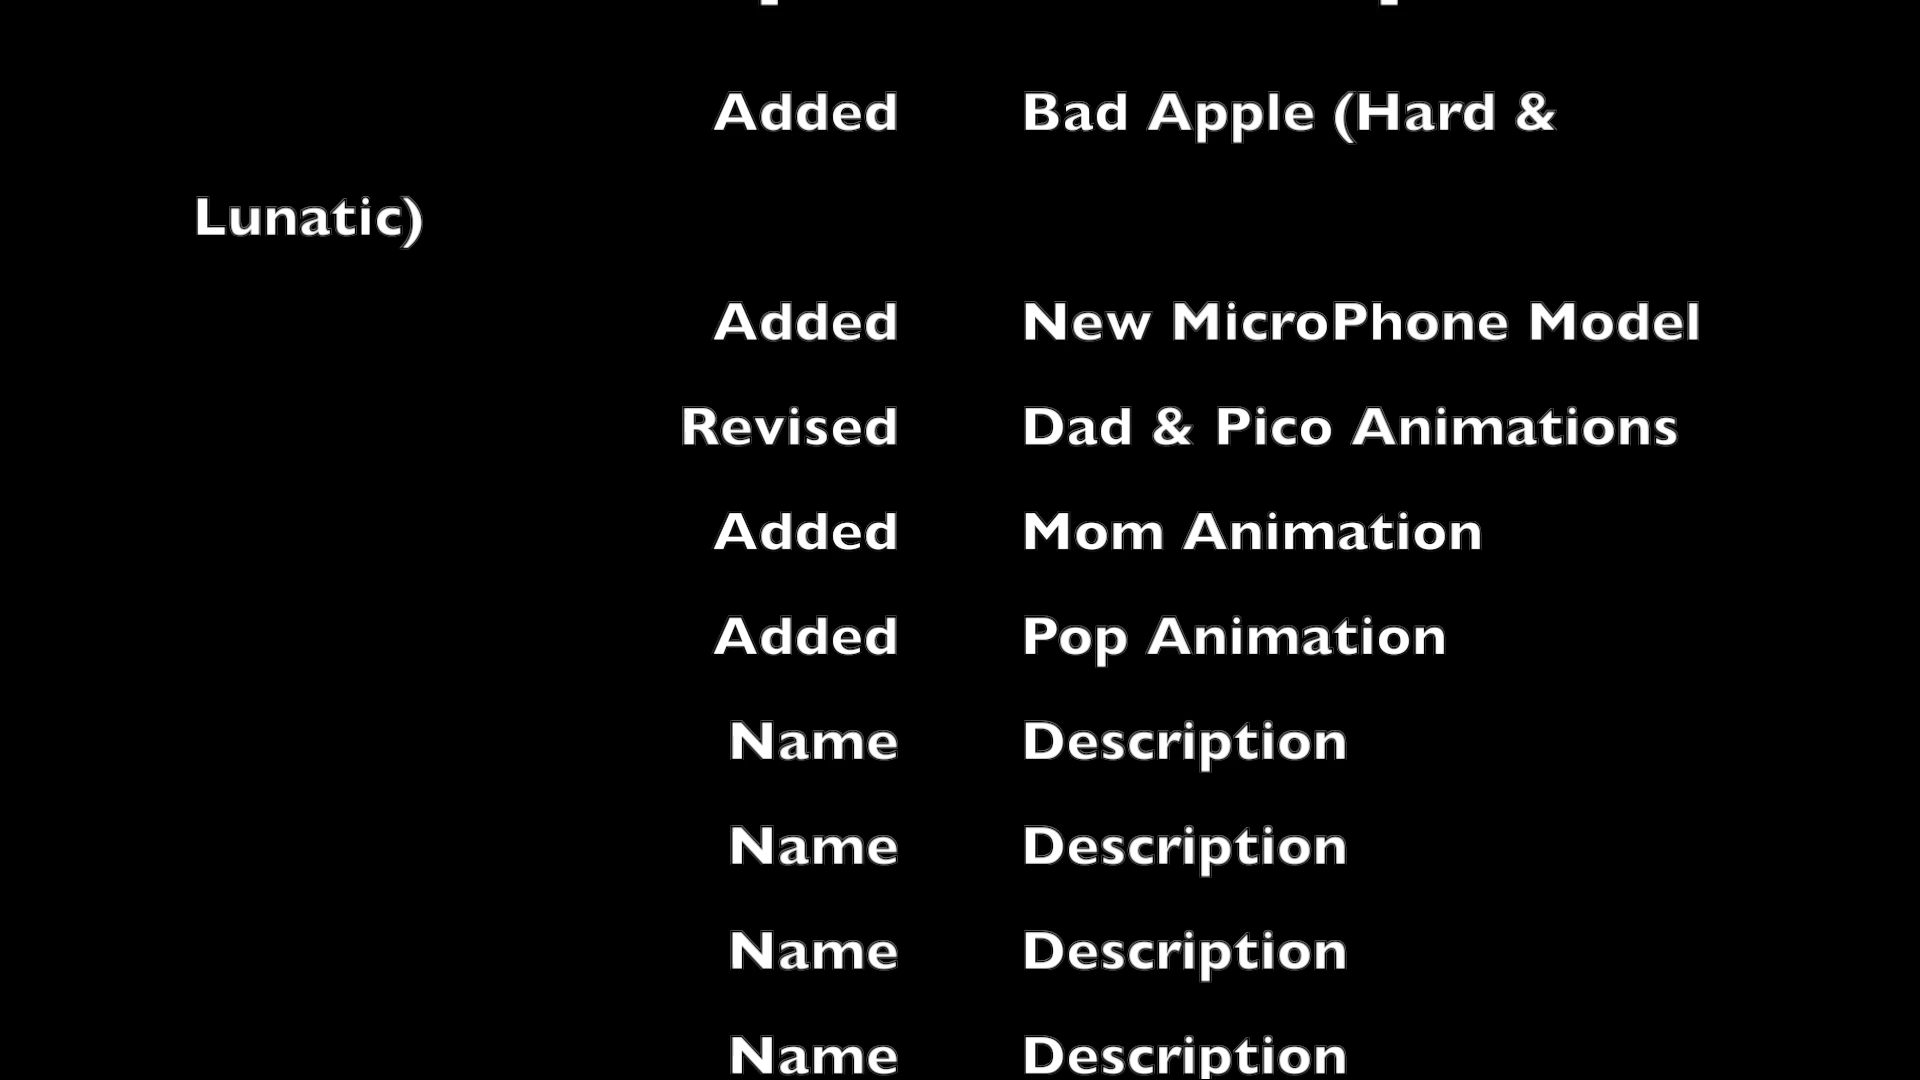 Added Bad Apple (Hard &
Lunatic)
Added New MicroPhone Model
Revised Dad & Pico Animations
Added Mom Animation
Added Pop Animation
Name Description
Name Description
Name Description
Name Description